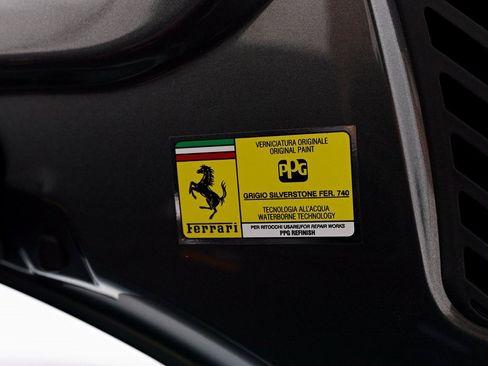 VERNICIATURA ORIGINALE
ORIGINAL PAINT
PPG
GRIGIO SILVERSTONE FER. 740
TECNOLOGIA ALL'ACQUA
WATERBORNE TECHNOLOGY
PER RITOCCHI USARE/FOR REPAIR WORKS
PPG REFINISH
Ferrari